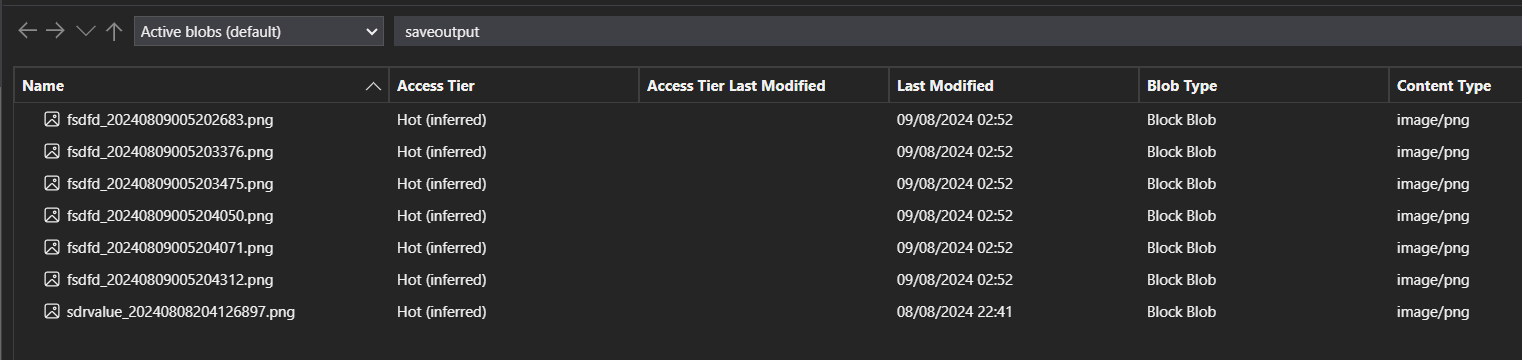 Active blobs (default) saveoutput
Name Access Tier Access Tier Last Modified Last Modified Blob Type Content Type
fsdfd_20240809005202683.png Hot (inferred) 09/08/2024 02:52 Block Blob image/png
fsdfd_20240809005203376.png Hot (inferred) 09/08/2024 02:52 Block Blob image/png
fsdfd_20240809005203475.png Hot (inferred) 09/08/2024 02:52 Block Blob image/png
fsdfd_20240809005204050.png Hot (inferred) 09/08/2024 02:52 Block Blob image/png
fsdfd_20240809005204071.png Hot (inferred) 09/08/2024 02:52 Block Blob image/png
fsdfd_20240809005204312.png Hot (inferred) 09/08/2024 02:52 Block Blob image/png
sdrvalue_20240808204126897.png Hot (inferred) 08/08/2024 22:41 Block Blob image/png